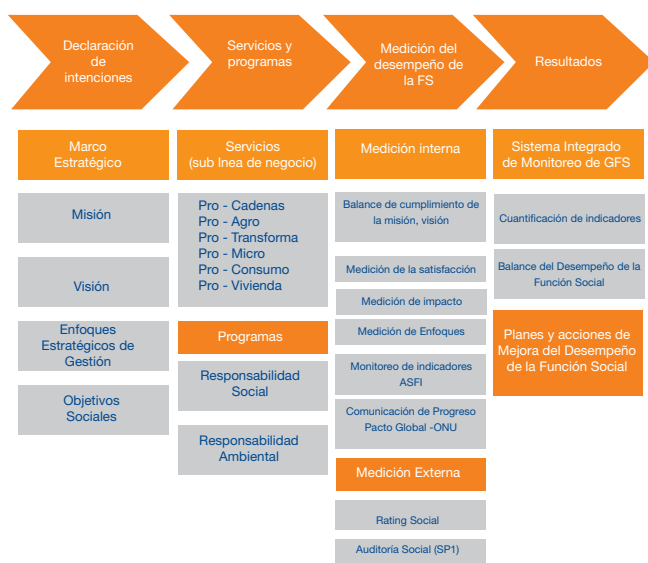 Declaración
de
intenciones
Servicios y
programas
Medición del
desempeño de
la FS
Resultados
Marco
Estratégico
Misión
Visión
Enfoques
Estratégicos de
Gestión
Objetivos
Sociales
Servicios
(sub lnea de negocio)
Pro - Cadenas
Pro - Agro
Pro - Transforma
Pro - Micro
Pro - Consumo
Pro - Vivienda
Programas
Responsabilidad
Social
Responsabilidad
Ambiental
Medición interna
Balance de cumplimiento de
la misión, visión
Medición de la satisfacción
Medición de impacto
Medición de Enfoques
Monitoreo de indicadores
ASFI
Comunicación de Progreso
Pacto Global -ONU
Medición Externa
Rating Social
Auditoría Social (SP1)
Sistema Integrado
de Monitoreo de GFS
Cuantificación de indicadores
Balance del Desempeño de la
Función Social
Planes y acciones de
Mejora del Desempeño
de la Función Social